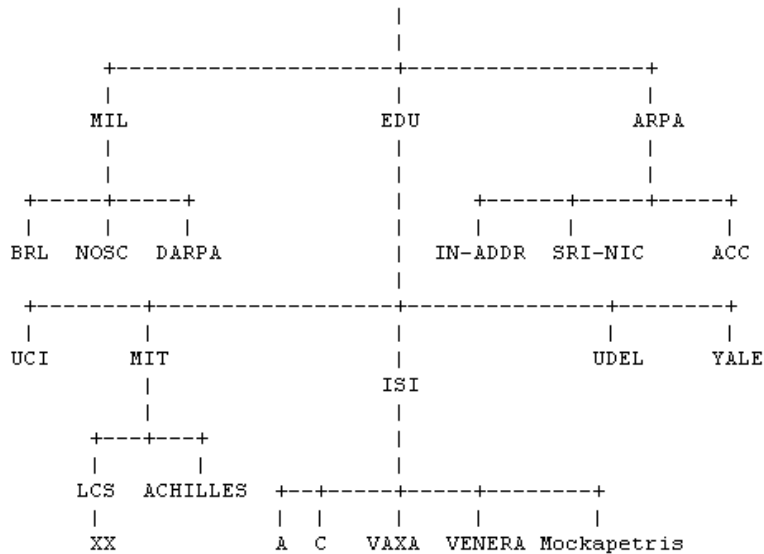 MIL EDU ARPA
BRL NOSC DARPA IN-ADDR SRI-NIC ACC
UCI MIT UDEL YALE
ISI
LCS ACHILLES
XX A C VAXA VENERA Mockapetris